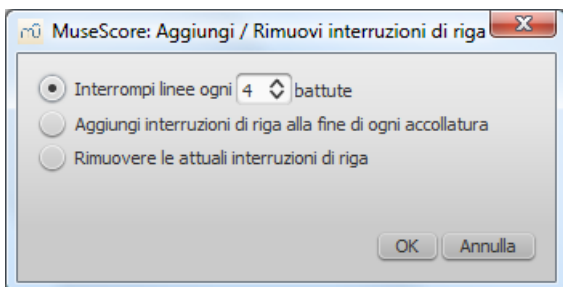 MuseScore: Aggiungi / Rimuovi interruzioni di riga
Interrompi linee ogni 4 battute
Aggiungi interruzioni di riga alla fine di ogni accollatura
Rimuovere le attuali interruzioni di riga
OK Annulla